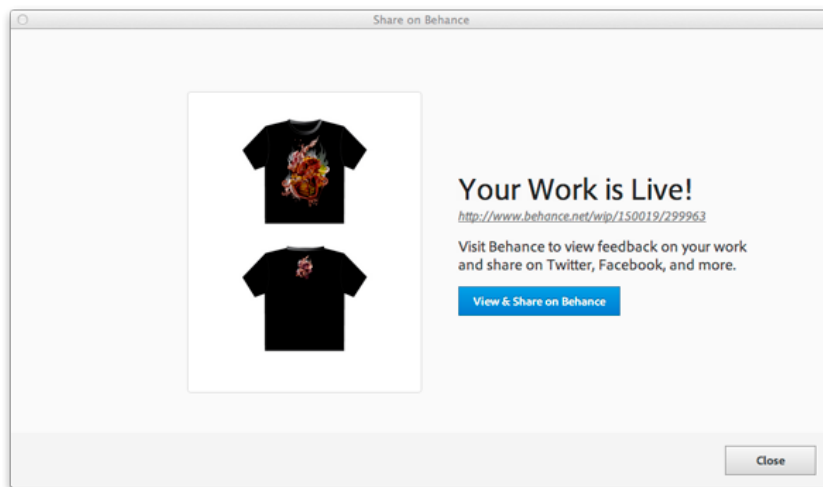 Share on Behance
Your Work is Live!
http://www.behance.net/wip/150019/299963
Visit Behance to view feedback on your work
and share on Twitter, Facebook, and more.
View & Share on Behance
Close